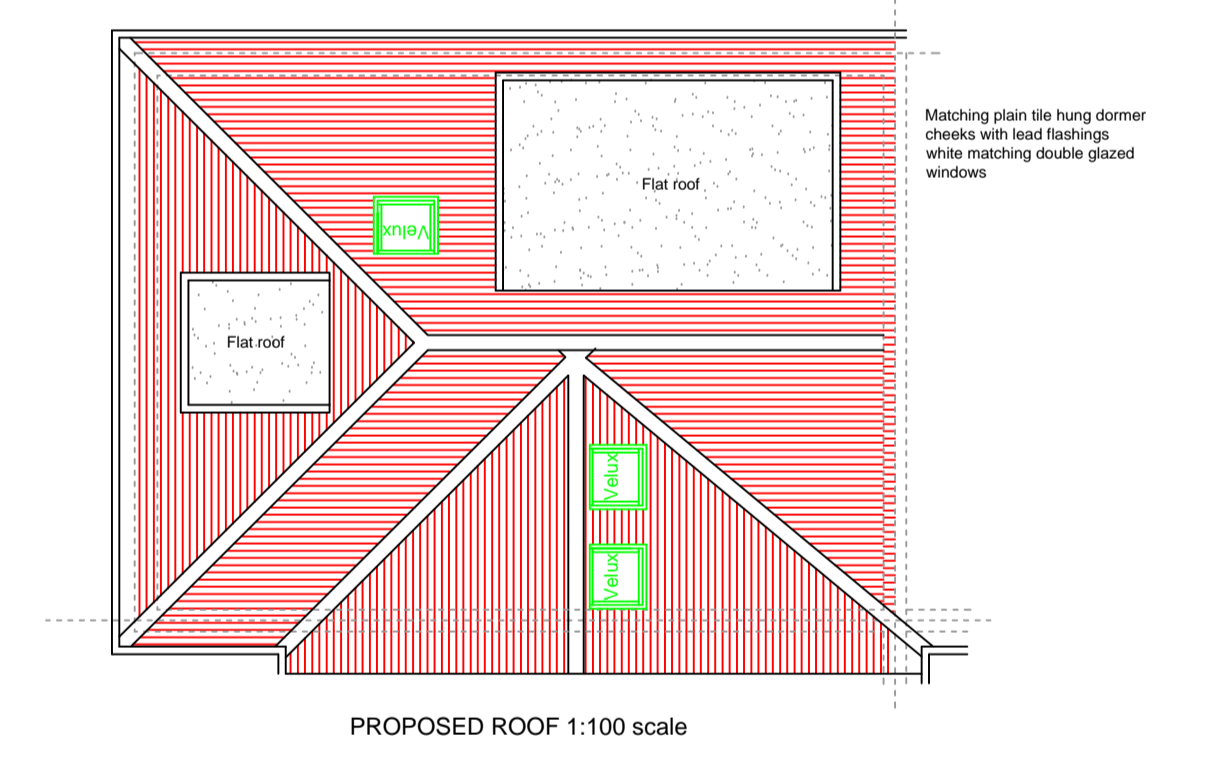 Matching plain tile hung dormer
cheeks with lead flashings
white matching double glazed
windows
Flat roof
Velux
Flat roof
Velux
Velux
PROPOSED ROOF 1:100 scale